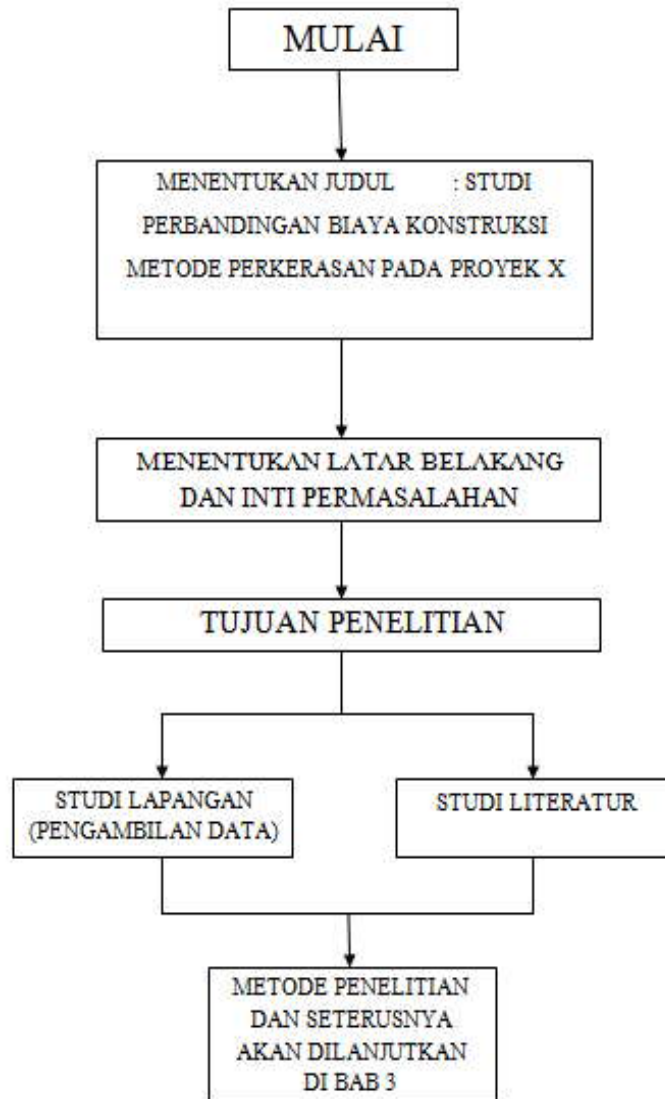 MULAI
MENENTUKAN JUDUL : STUDI
PERBANDINGAN BIAYA KONSTRUKSI
METODE PERKERASAN PADA PROYEK X
MENENTUKAN LATAR BELAKANG
DAN INTI PERMASALAHAN
TUJUAN PENELITIAN
STUDI LAPANGAN
(PENGAMBILAN DATA)
STUDI LITERATUR
METODE PENELITIAN
DAN SETERUSNYA
AKAN DILANJUTKAN
DI BAB 3